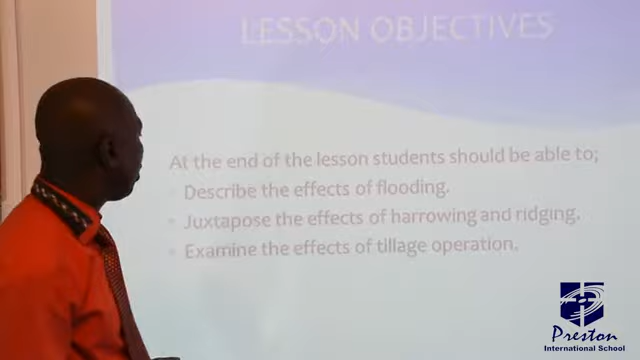 LESSON OBJECTIVES
At the end of the lesson students should be able to;
• Describe the effects of flooding.
• Juxtapose the effects of harrowing and ridging.
• Examine the effects of tillage operation.
Preston
International School